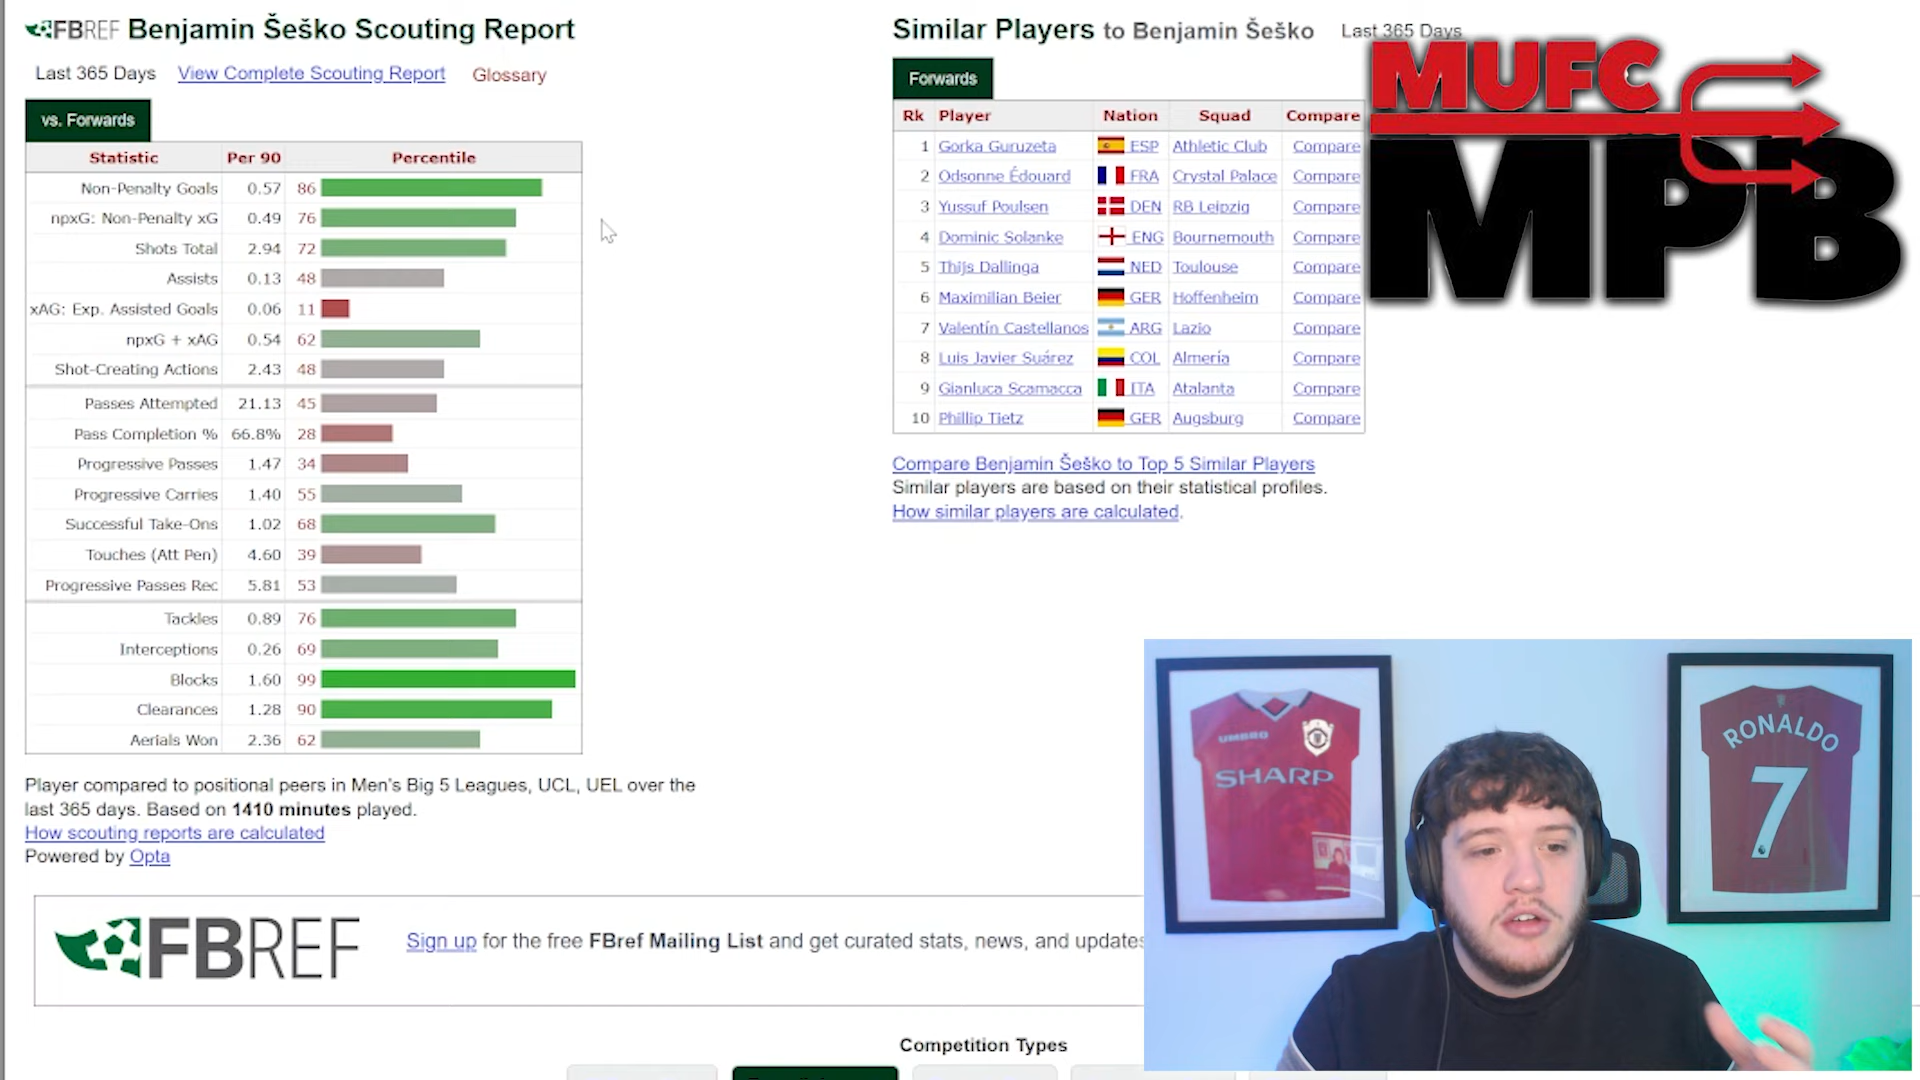 FBREF Benjamin Šeško Scouting Report
Last 365 Days View Complete Scouting Report Glossary
vs. Forwards
Statistic Per 90 Percentile
Non-Penalty Goals 0.57 86
npxG: Non-Penalty xG 0.49 76
Shots Total 2.94 72
Assists 0.13 48
xAG: Exp. Assisted Goals 0.06 11
npxG + xAG 0.54 62
Shot-Creating Actions 2.43 48
Passes Attempted 21.13 45
Pass Completion % 66.8% 28
Progressive Passes 1.47 34
Progressive Carries 1.40 55
Successful Take-Ons 1.02 68
Touches (Att Pen) 4.60 39
Progressive Passes Rec 5.81 53
Tackles 0.89 76
Interceptions 0.26 69
Blocks 1.60 99
Clearances 1.28 90
Aerials Won 2.36 62
Player compared to positional peers in Men's Big 5 Leagues, UCL, UEL over the
last 365 days. Based on 1410 minutes played.
How scouting reports are calculated
Powered by Opta
Similar Players to Benjamin Šeško Last 365 Days
Forwards
Rk Player Nation Squad Compare
1 Gorka Guruzeta ESP Athletic Club Compare
2 Odsonne Édouard FRA Crystal Palace Compare
3 Yussuf Poulsen DEN RB Leipzig Compare
4 Dominic Solanke ENG Bournemouth Compare
5 Thijs Dallinga NED Toulouse Compare
6 Maximilian Beier GER Hoffenheim Compare
7 Valentín Castellanos ARG Lazio Compare
8 Luis Javier Suárez COL Almería Compare
9 Gianluca Scamacca ITA Atalanta Compare
10 Phillip Tietz GER Augsburg Compare
Compare Benjamin Šeško to Top 5 Similar Players
Similar players are based on their statistical profiles.
How similar players are calculated.
MUFC
MPB
UMBRO
SHARP
RONALDO
7
FBREF Sign up for the free FBref Mailing List and get curated stats, news, and updates
Competition Types